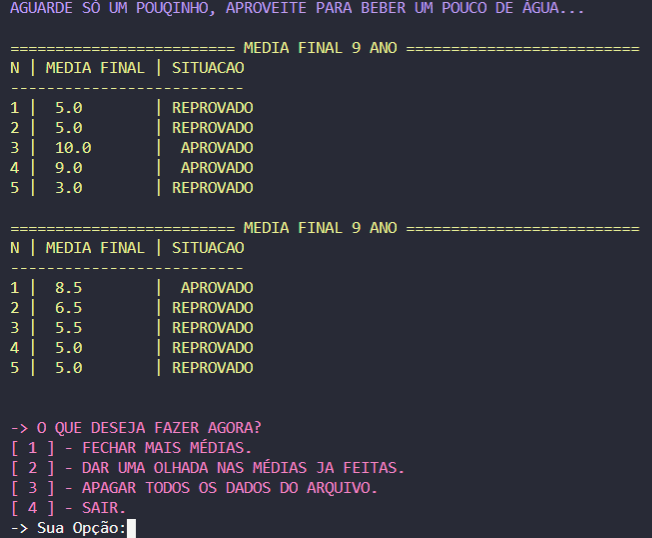 AGUARDE SÓ UM POUQINHO, APROVEITE PARA BEBER UM POUCO DE ÁGUA...
========================= MEDIA FINAL 9 ANO ==========================
N | MEDIA FINAL | SITUACAO
--------------------------
1 |  5.0        | REPROVADO
2 |  5.0        | REPROVADO
3 |  10.0       |  APROVADO
4 |  9.0        |  APROVADO
5 |  3.0        | REPROVADO
========================= MEDIA FINAL 9 ANO ==========================
N | MEDIA FINAL | SITUACAO
--------------------------
1 |  8.5        |  APROVADO
2 |  6.5        | REPROVADO
3 |  5.5        | REPROVADO
4 |  5.0        | REPROVADO
5 |  5.0        | REPROVADO
-> O QUE DESEJA FAZER AGORA?
[ 1 ] - FECHAR MAIS MÉDIAS.
[ 2 ] - DAR UMA OLHADA NAS MÉDIAS JA FEITAS.
[ 3 ] - APAGAR TODOS OS DADOS DO ARQUIVO.
[ 4 ] - SAIR.
-> Sua Opção: